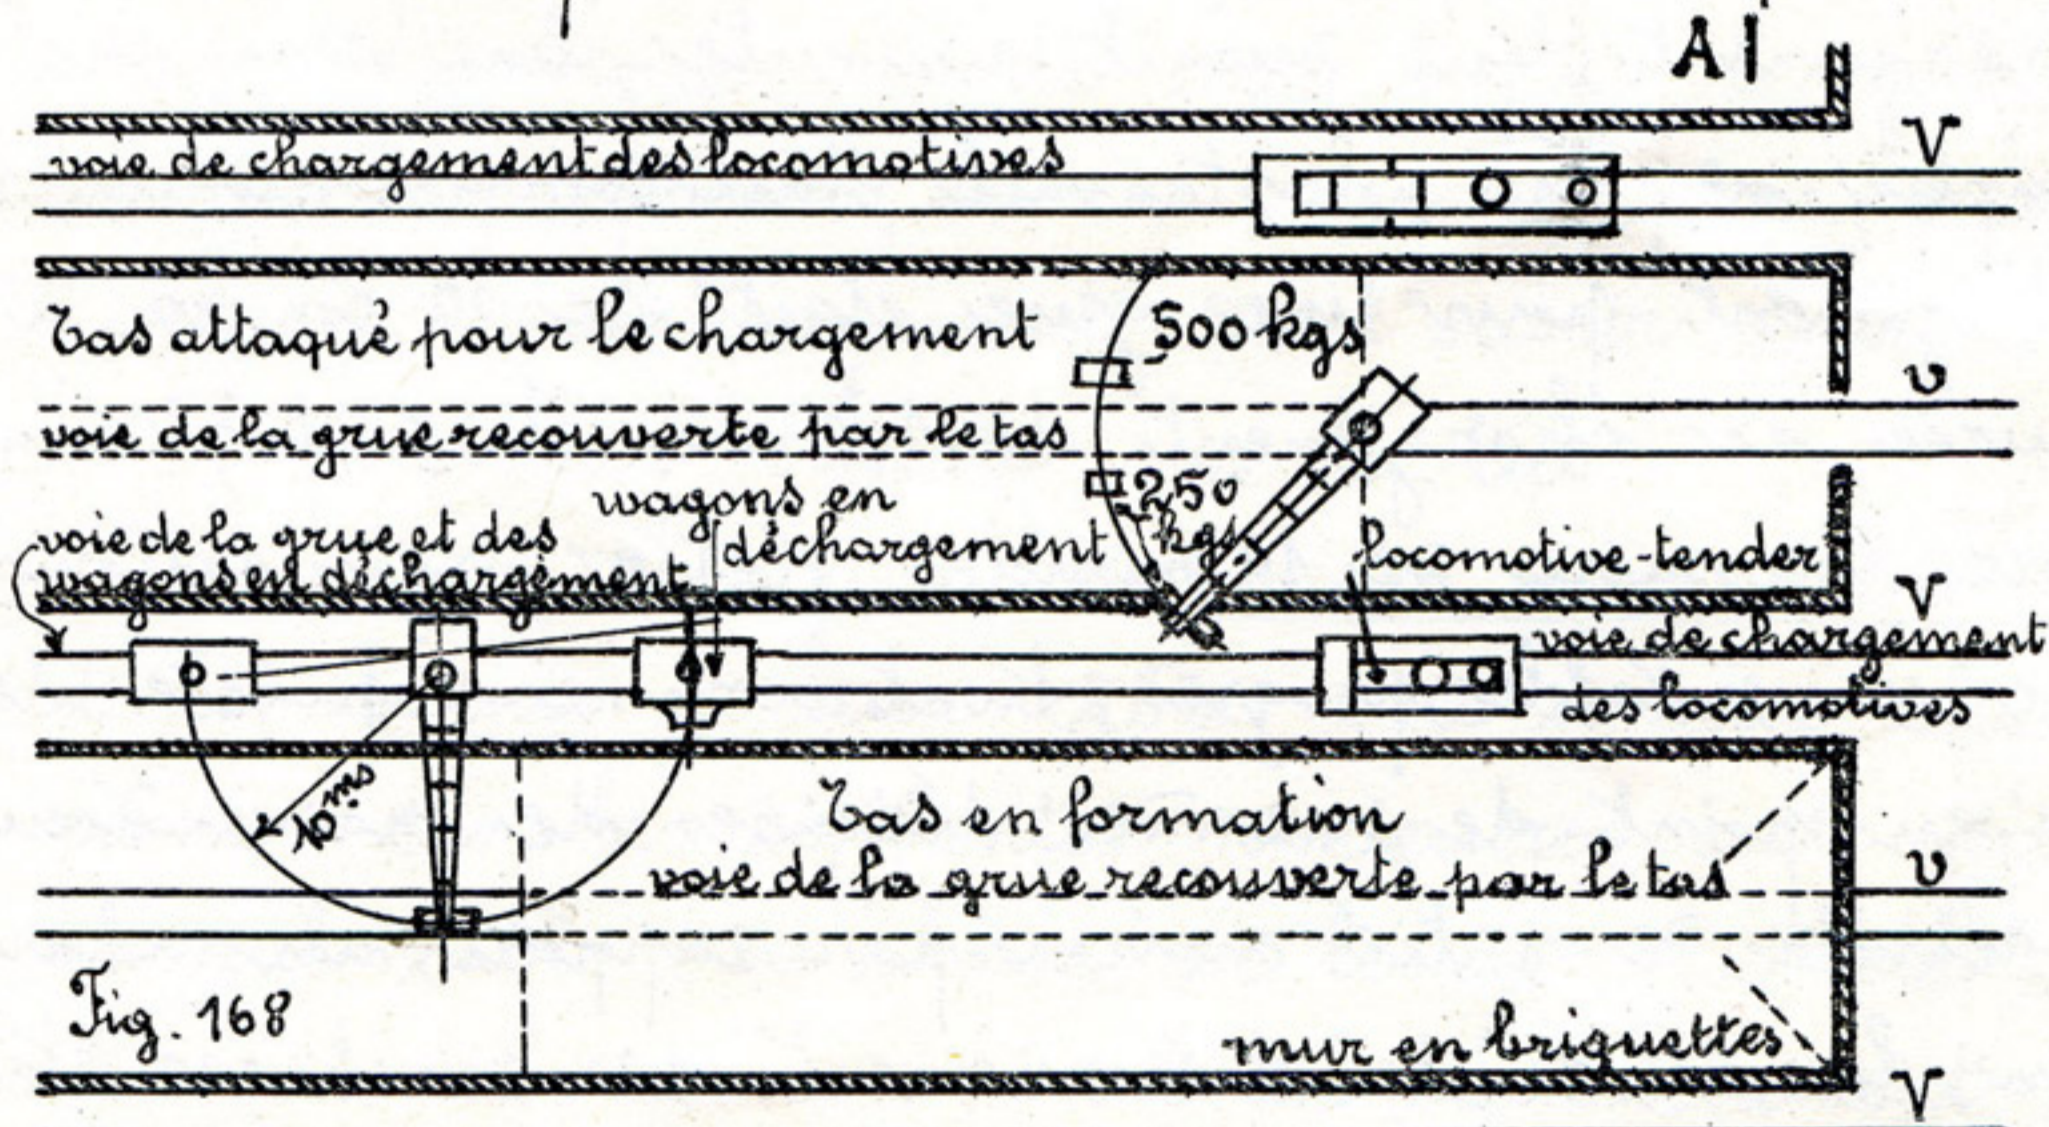 A1
voie de chargement des locomotives
V
Tas attaqué pour le chargement
500 kgs
v
voie de la grue recouverte par le tas
250
kgs
wagons en
déchargement
voie de la grue et des
wagons en déchargement
locomotive-tender
V
voie de chargement
des locomotives
10 ms
Tas en formation
voie de la grue recouverte par le tas
v
Fig. 168
mur en briquettes
V